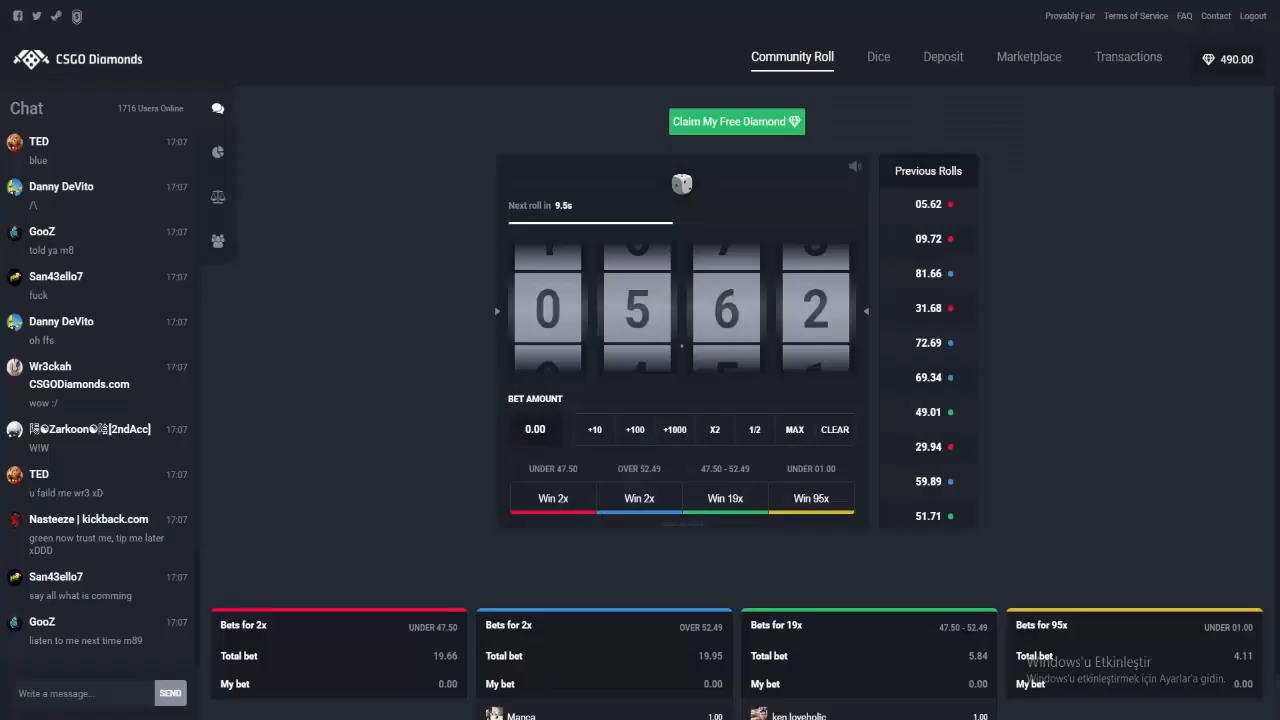 Provably Fair Terms of Service FAQ Contact Logout
CSGO Diamonds
Community Roll Dice Deposit Marketplace Transactions 490.00
Chat 1716 Users Online
TED 17:07
blue
Danny DeVito 17:07
/\
GooZ 17:07
told ya m8
San43ello7 17:07
fuck
Danny DeVito 17:07
oh ffs
Wr3ckah 17:07
CSGODiamonds.com
wow :/
Zarkoon [2ndAcc] 17:07
WIW
TED 17:07
u faild me wr3 xD
Nasteeze | kickback.com 17:07
green now trust me, tip me later
xDDD
San43ello7 17:07
say all what is comming
GooZ 17:07
listen to me next time m89
Write a message... SEND
Claim My Free Diamond
Next roll in 9.5s
0 5 6 2
BET AMOUNT
0.00 +10 +100 +1000 X2 1/2 MAX CLEAR
UNDER 47.50 OVER 52.49 47.50 - 52.49 UNDER 01.00
Win 2x Win 2x Win 19x Win 95x
Previous Rolls
05.62
09.72
81.66
31.68
72.69
69.34
49.01
29.94
59.89
51.71
Bets for 2x UNDER 47.50
Total bet 19.66
My bet 0.00
Bets for 2x OVER 52.49
Total bet 19.95
My bet 0.00
Manca 1.00
Bets for 19x 47.50 - 52.49
Total bet 5.84
My bet 0.00
ken loveholic 1.00
Bets for 95x UNDER 01.00
Total bet 4.11
My bet 0.00
Windows'u Etkinleştir
Windows'u etkinleştirmek için Ayarlar'a gidin.